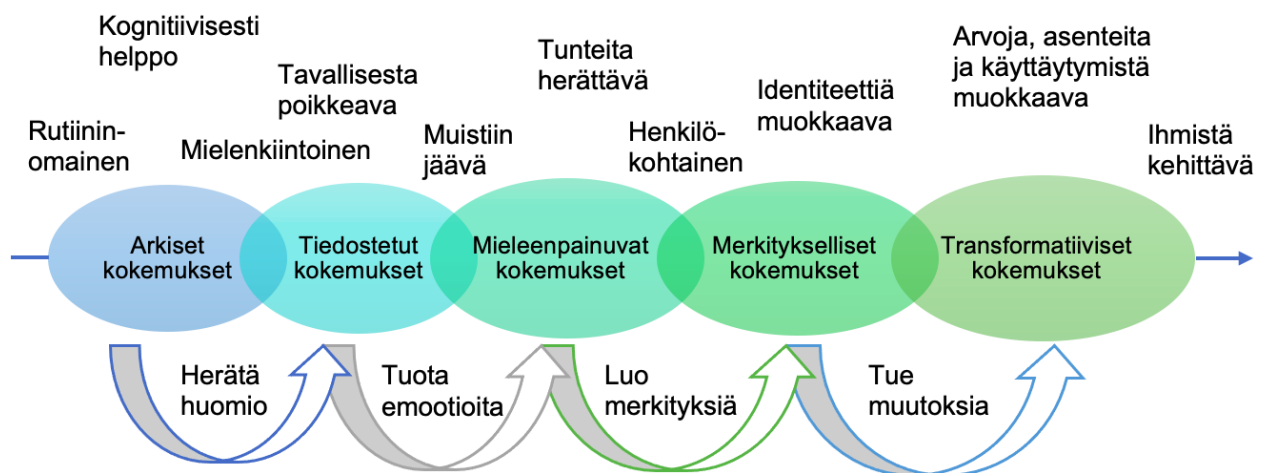 Kognitiivisesti
helppo
Tavallisesta
poikkeava
Tunteita
herättävä
Identiteettiä
muokkaava
Arvoja, asenteita
ja käyttäytymistä
muokkaava
Rutiinin-
omainen
Mielenkiintoinen
Muistiin
jäävä
Henkilö-
kohtainen
Ihmistä
kehittävä
Arkiset
kokemukset
Tiedostetut
kokemukset
Mieleenpainuvat
kokemukset
Merkitykselliset
kokemukset
Transformatiiviset
kokemukset
Herätä
huomio
Tuota
emootioita
Luo
merkityksiä
Tue
muutoksia